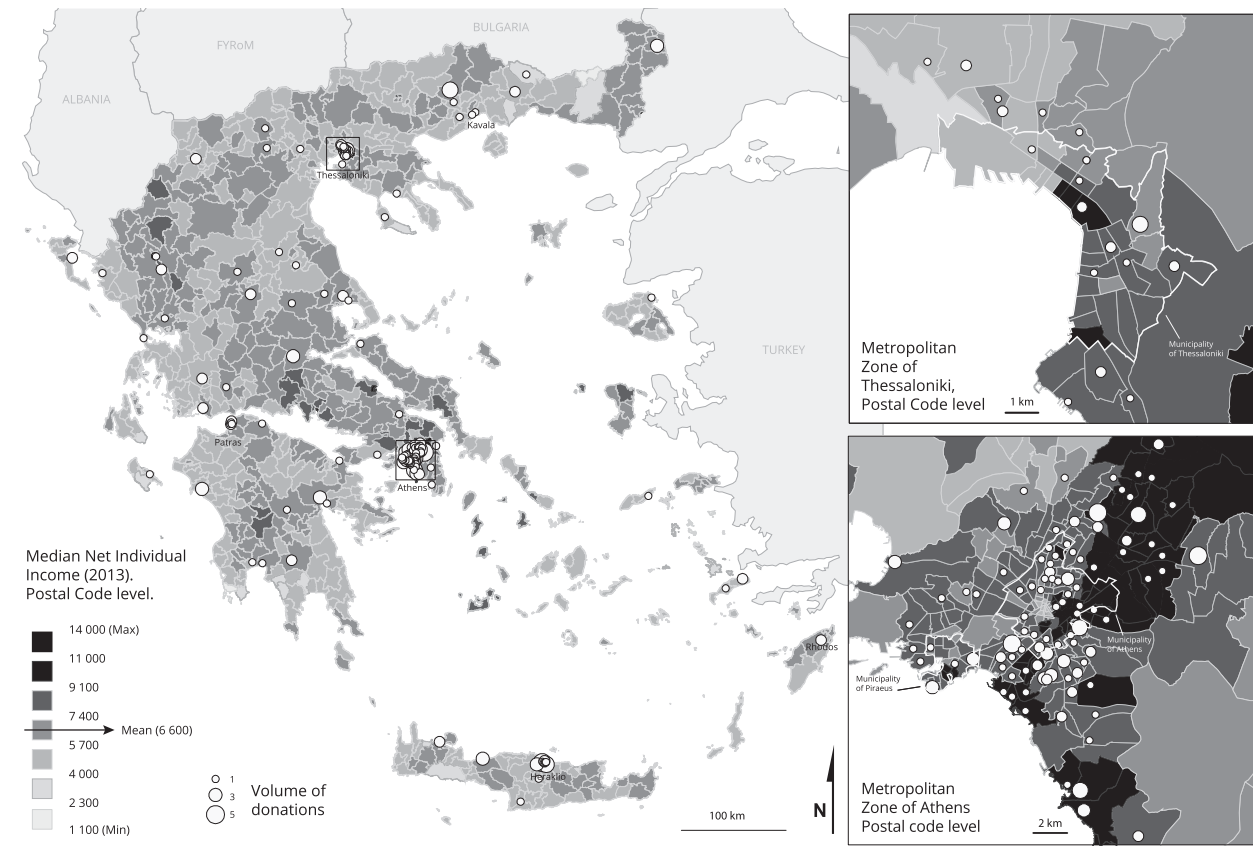 BULGARIA
FYRoM
ALBANIA
Kavala
Thessaloniki
TURKEY
Patras
Athens
Rhodos
Heraklio
Median Net Individual
Income (2013).
Postal Code level.
14 000 (Max)
11 000
9 100
7 400
Mean (6 600)
5 700
4 000
2 300
1 100 (Min)
1
3
5
Volume of
donations
100 km
N
Metropolitan
Zone of
Thessaloniki,
Postal Code level
1 km
Municipality
of Thessaloniki
Municipality
of Athens
Municipality
of Piraeus
Metropolitan
Zone of Athens
Postal code level
2 km